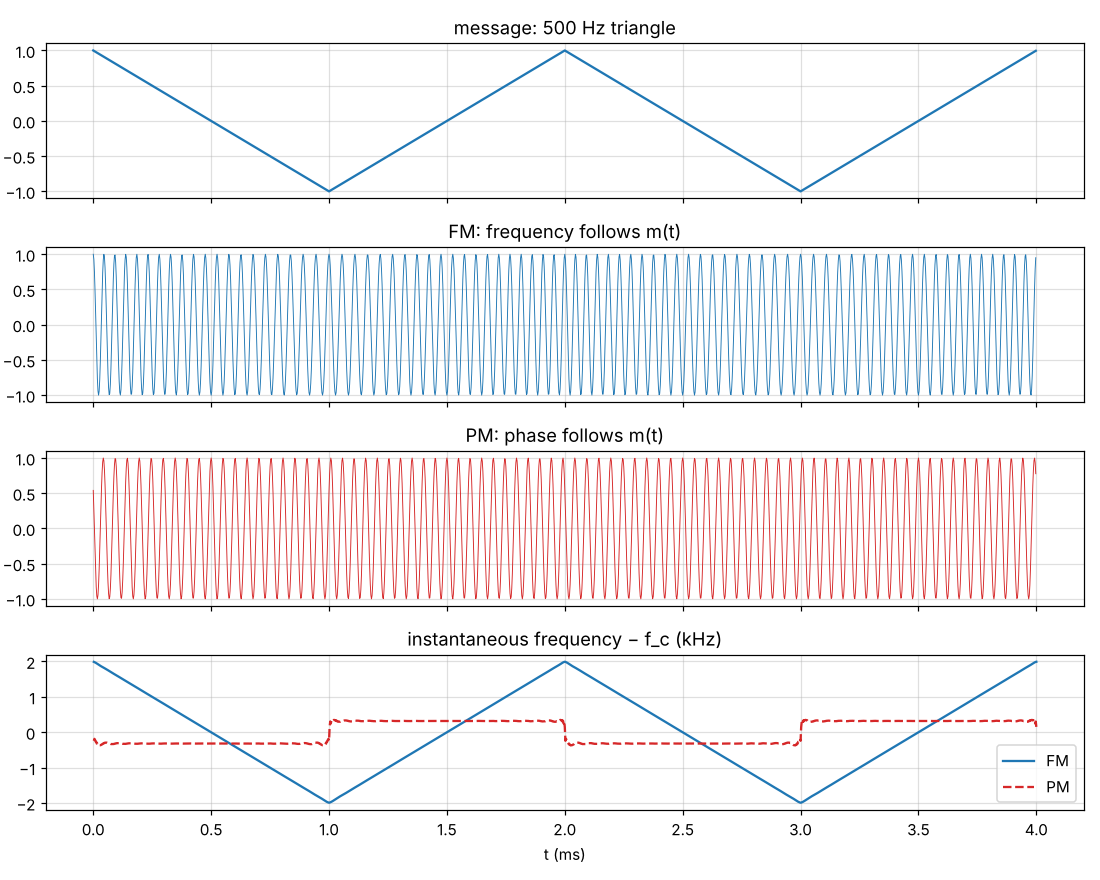 message: 500 Hz triangle
1.0
0.5
0.0
−0.5
−1.0
FM: frequency follows m(t)
1.0
0.5
0.0
−0.5
−1.0
PM: phase follows m(t)
1.0
0.5
0.0
−0.5
−1.0
instantaneous frequency − f_c (kHz)
2
1
0
−1
−2
FM
PM
0.0 0.5 1.0 1.5 2.0 2.5 3.0 3.5 4.0
t (ms)